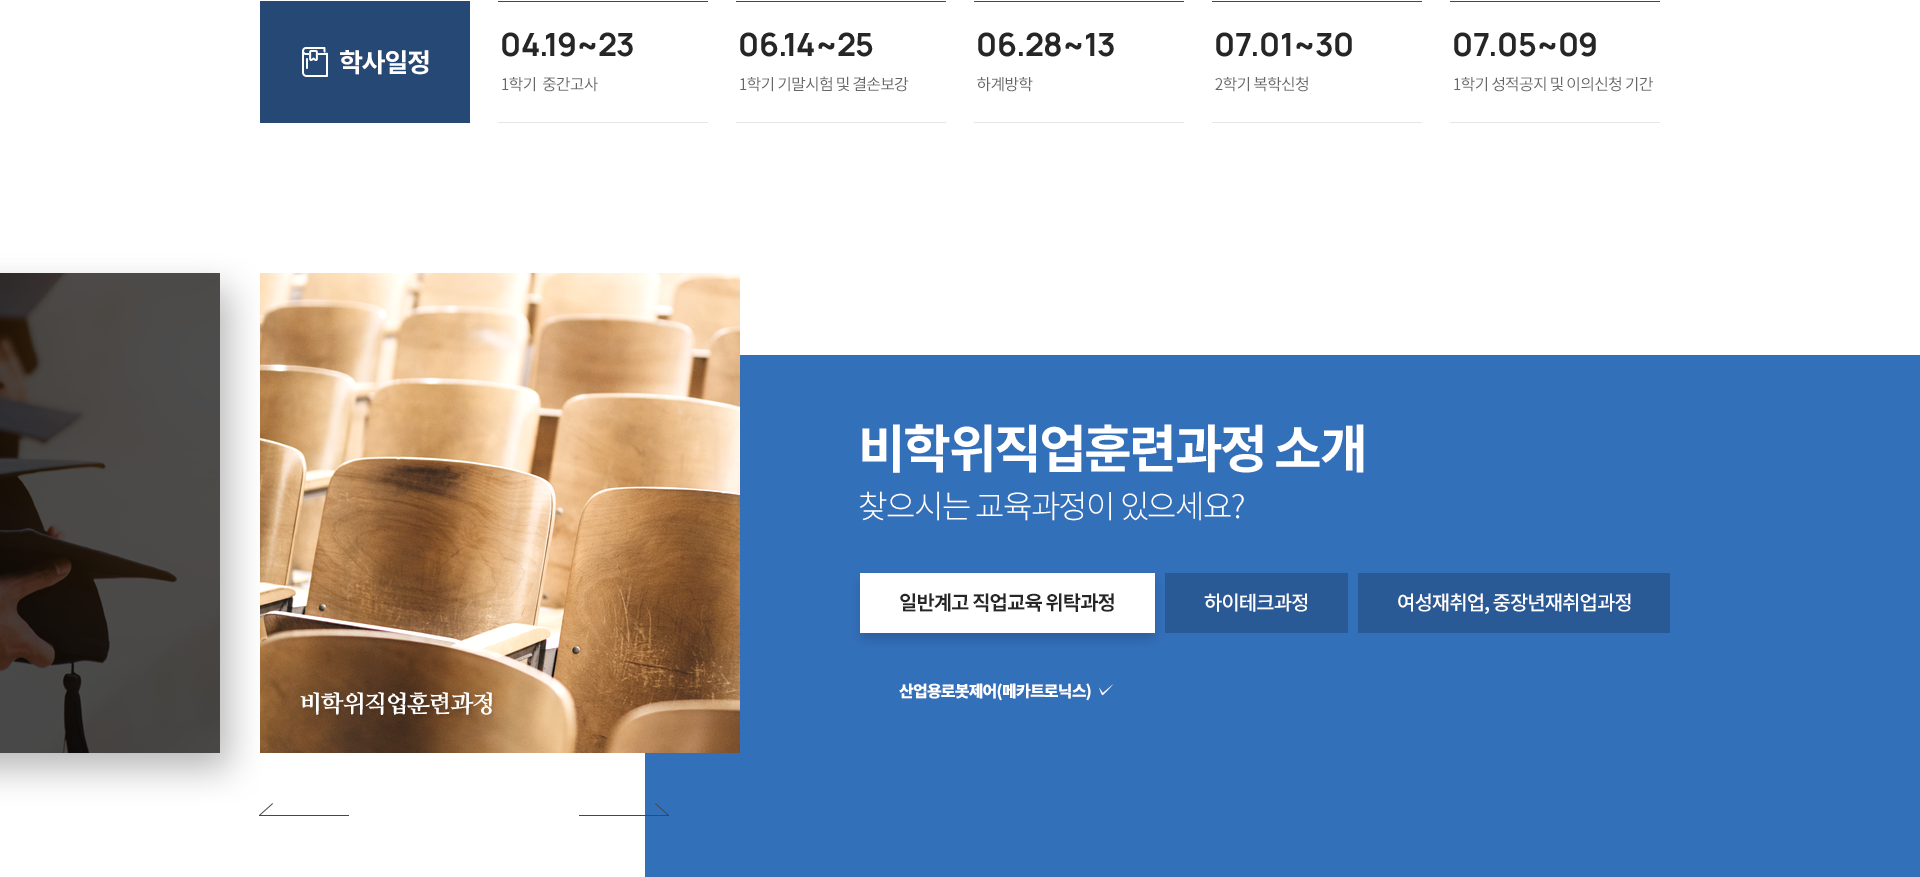 학사일정
04.19~23
1학기 중간고사
06.14~25
1학기 기말시험 및 결손보강
06.28~13
하계방학
07.01~30
2학기 복학신청
07.05~09
1학기 성적공지 및 이의신청 기간
비학위직업훈련과정
비학위직업훈련과정 소개
찾으시는 교육과정이 있으세요?
일반계고 직업교육 위탁과정
하이테크과정
여성재취업, 중장년재취업과정
산업용로봇제어(메카트로닉스)